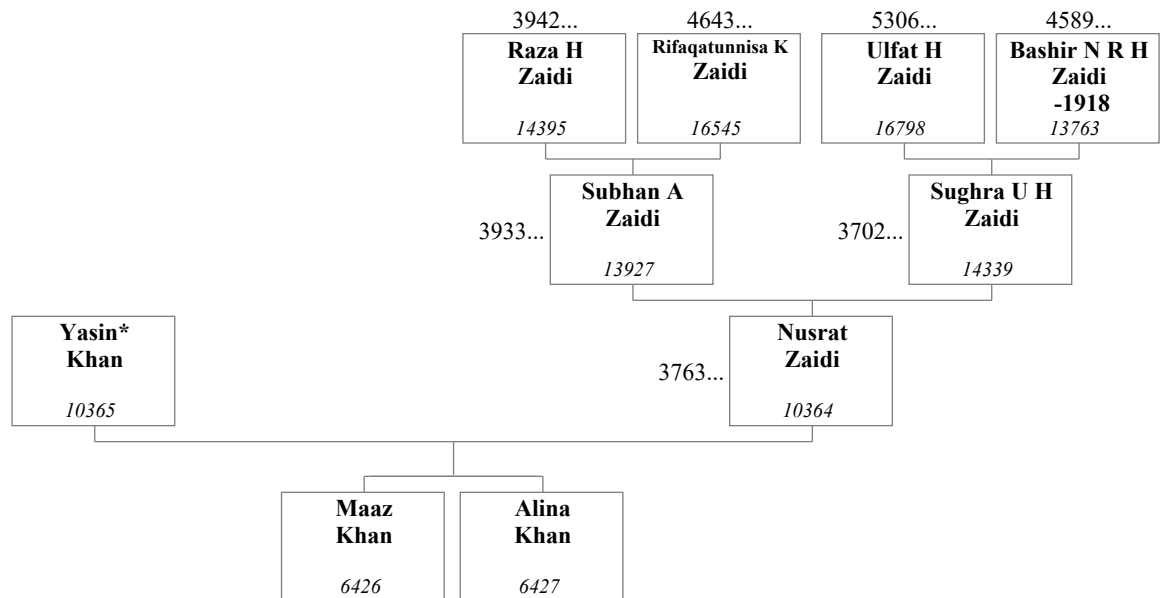 3942...
4643...
5306...
4589...
Raza H
Zaidi
14395
Rifaqatunnisa K
Zaidi
16545
Ulfat H
Zaidi
16798
Bashir N R H
Zaidi
-1918
13763
3933...
Subhan A
Zaidi
13927
3702...
Sughra U H
Zaidi
14339
Yasin*
Khan
10365
3763...
Nusrat
Zaidi
10364
Maaz
Khan
6426
Alina
Khan
6427